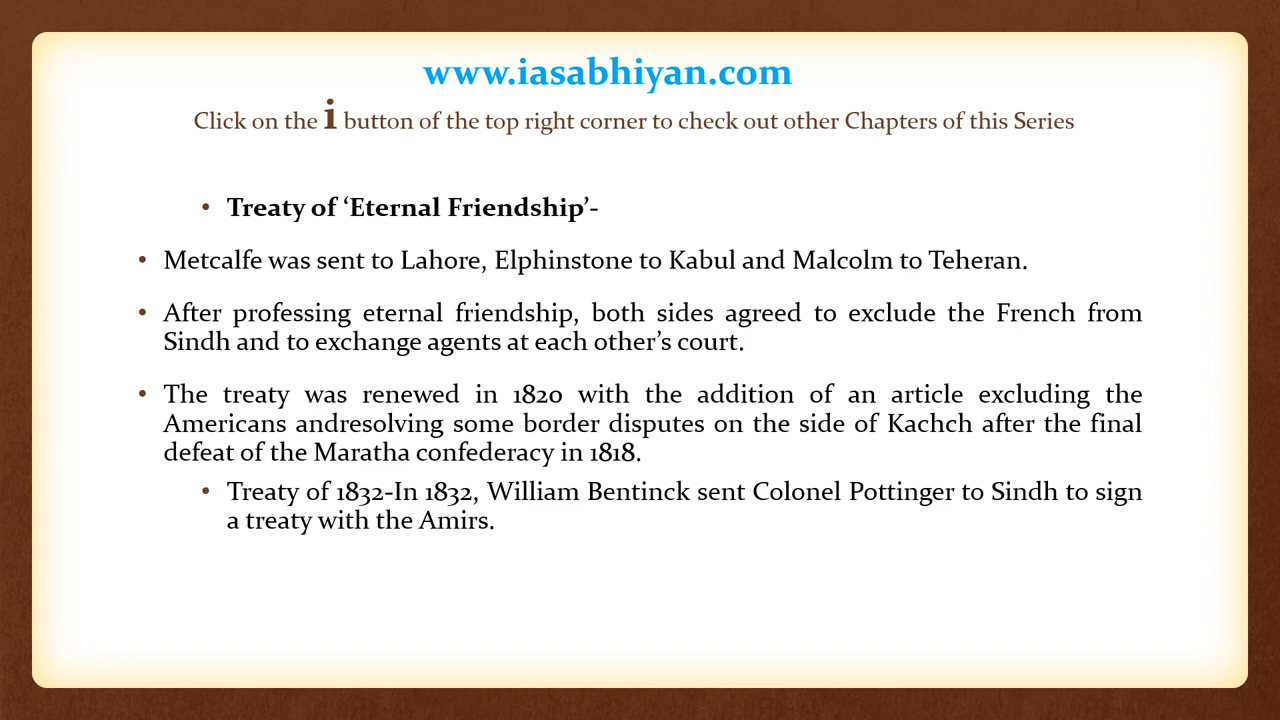 www.iasabhiyan.com
Click on the i button of the top right corner to check out other Chapters of this Series
• Treaty of ‘Eternal Friendship’-
• Metcalfe was sent to Lahore, Elphinstone to Kabul and Malcolm to Teheran.
• After professing eternal friendship, both sides agreed to exclude the French from
Sindh and to exchange agents at each other’s court.
• The treaty was renewed in 1820 with the addition of an article excluding the
Americans andresolving some border disputes on the side of Kachch after the final
defeat of the Maratha confederacy in 1818.
• Treaty of 1832-In 1832, William Bentinck sent Colonel Pottinger to Sindh to sign
a treaty with the Amirs.